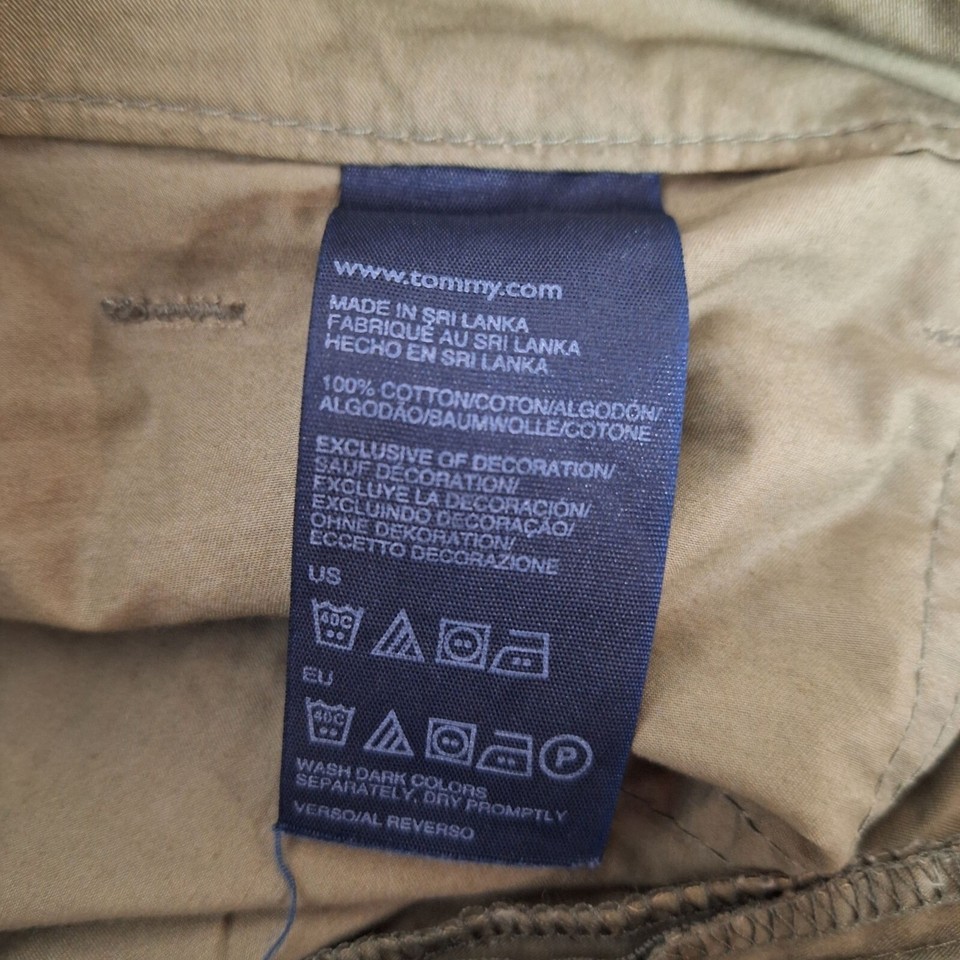 www.tommy.com
MADE IN SRI LANKA
FABRIQUÉ AU SRI LANKA
HECHO EN SRI LANKA
100% COTTON/COTON/ALGODÓN/
ALGODÃO/BAUMWOLLE/COTONE
EXCLUSIVE OF DECORATION/
SAUF DÉCORATION/
EXCLUYE LA DECORACIÓN/
EXCLUINDO DECORAÇÃO/
OHNE DEKORATION/
ECCETTO DECORAZIONE
US
40C
EU
40C P
WASH DARK COLORS
SEPARATELY, DRY PROMPTLY
VERSO/AL REVERSO